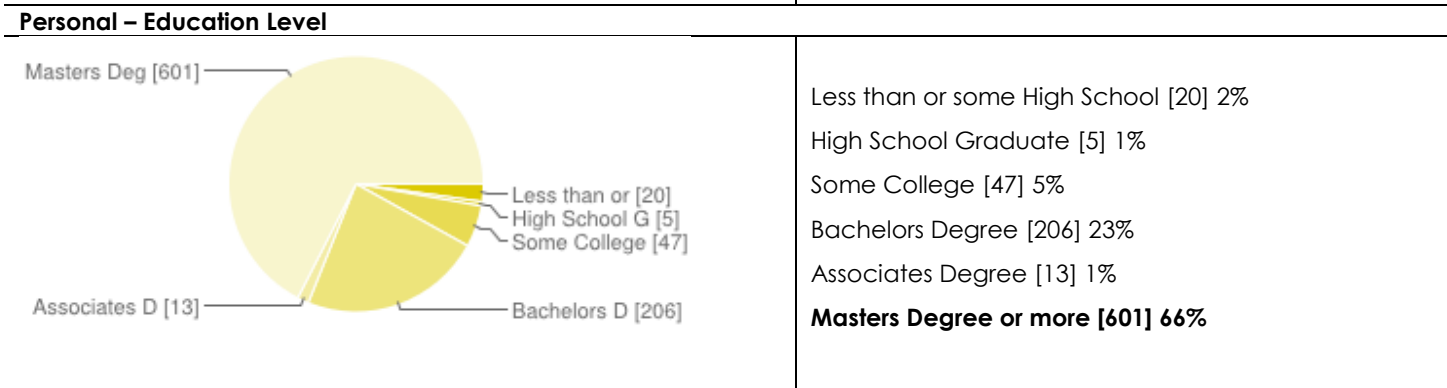 Personal – Education Level
Masters Deg [601]
Less than or [20]
High School G [5]
Some College [47]
Associates D [13]
Bachelors D [206]
Less than or some High School [20] 2%
High School Graduate [5] 1%
Some College [47] 5%
Bachelors Degree [206] 23%
Associates Degree [13] 1%
Masters Degree or more [601] 66%